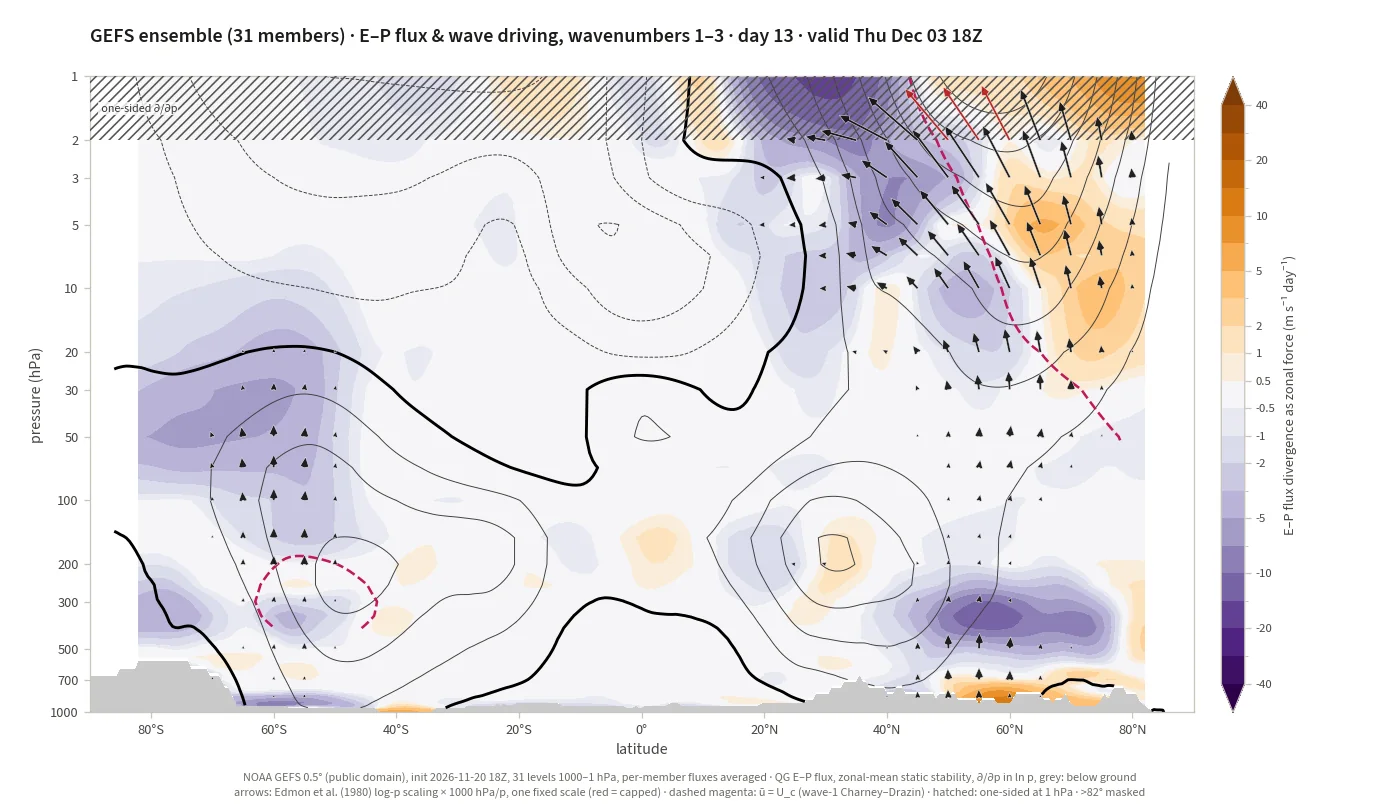 GEFS ensemble (31 members) · E–P flux & wave driving, wavenumbers 1–3 · day 13 · valid Thu Dec 03 18Z
one-sided ∂/∂p
pressure (hPa)
1
2
3
5
10
20
30
50
100
200
300
500
700
1000
80°S
60°S
40°S
20°S
0°
20°N
40°N
60°N
80°N
latitude
40
20
10
5
2
1
0.5
-0.5
-1
-2
-5
-10
-20
-40
E–P flux divergence as zonal force (m s⁻¹ day⁻¹)
NOAA GEFS 0.5° (public domain), init 2026-11-20 18Z, 31 levels 1000–1 hPa, per-member fluxes averaged · QG E–P flux, zonal-mean static stability, ∂/∂p in ln p, grey: below ground
arrows: Edmon et al. (1980) log-p scaling × 1000 hPa/p, one fixed scale (red = capped) · dashed magenta: ū = U_c (wave-1 Charney–Drazin) · hatched: one-sided at 1 hPa · >82° masked